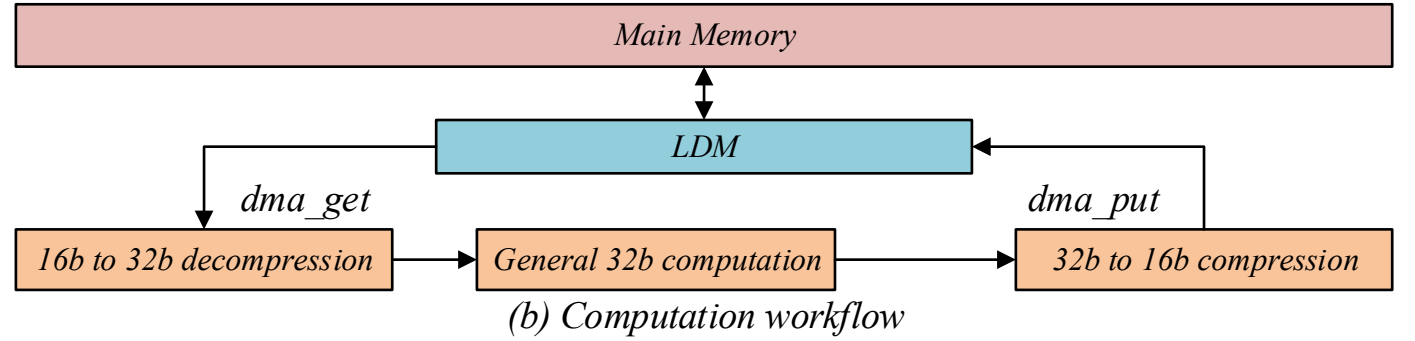 Main Memory
LDM
dma_get
dma_put
16b to 32b decompression
General 32b computation
32b to 16b compression
(b) Computation workflow